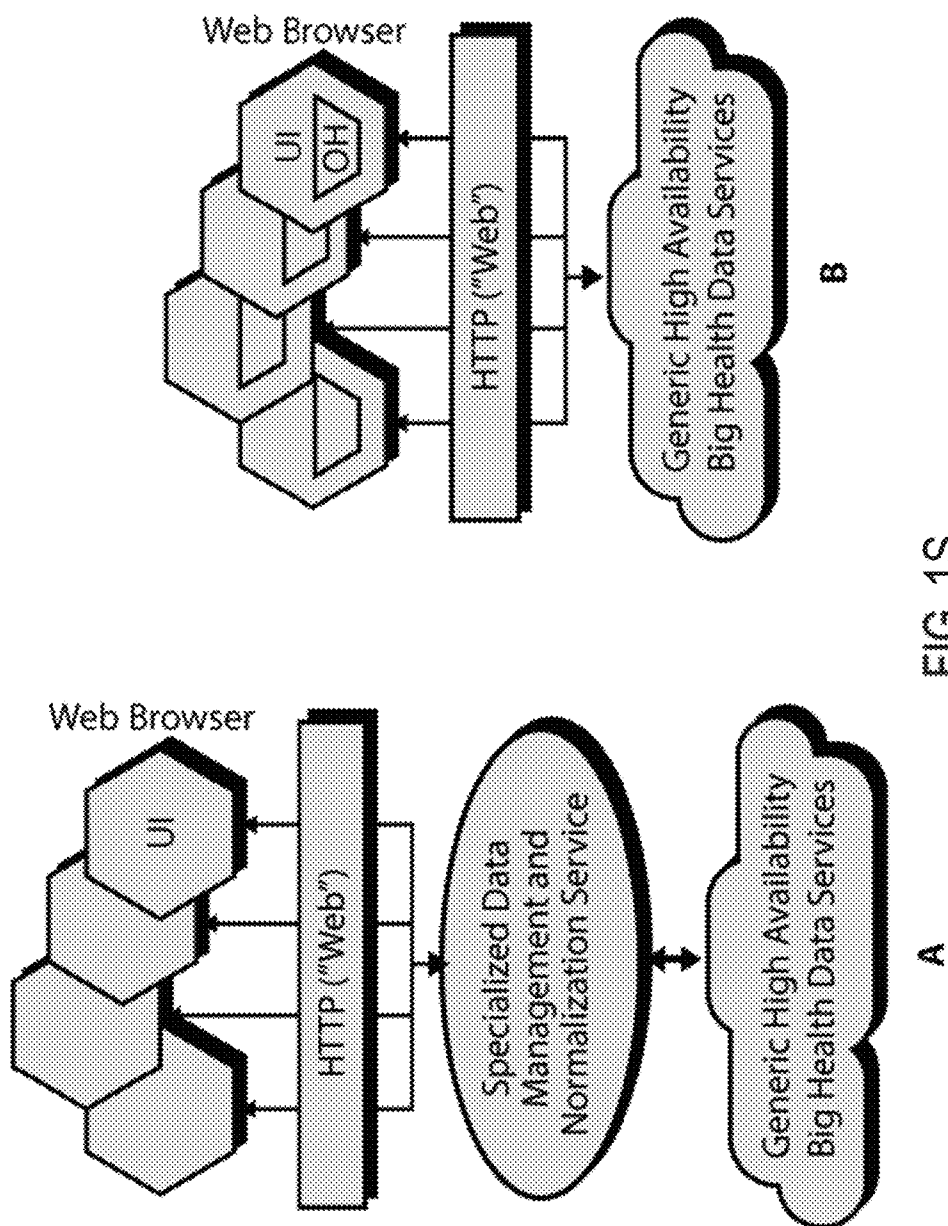 Web Browser
UI
HTTP ("Web")
Specialized Data
Management and
Normalization Service
Generic High Availability
Big Health Data Services
A
Web Browser
UI
OH
HTTP ("Web")
Generic High Availability
Big Health Data Services
B
FIG. 1S